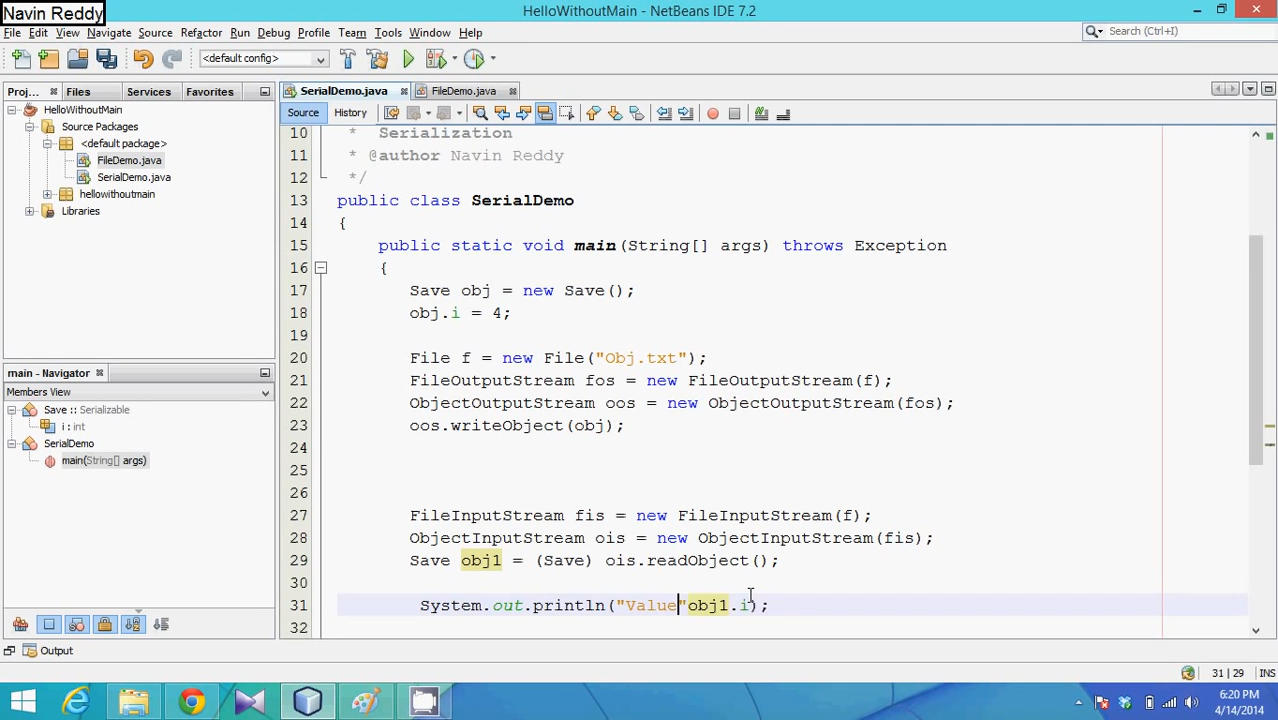 Navin Reddy
HelloWithoutMain - NetBeans IDE 7.2
File Edit View Navigate Source Refactor Run Debug Profile Team Tools Window Help
Search (Ctrl+I)
<default config>
Proj... Files Services Favorites
SerialDemo.java FileDemo.java
Source History
HelloWithoutMain
Source Packages
<default package>
FileDemo.java
SerialDemo.java
hellowithoutmain
Libraries
main - Navigator
Members View
Save :: Serializable
i : int
SerialDemo
main(String[] args)
10 * Serialization
11 * @author Navin Reddy
12 */
13 public class SerialDemo
14 {
15 public static void main(String[] args) throws Exception
16 {
17 Save obj = new Save();
18 obj.i = 4;
19
20 File f = new File("Obj.txt");
21 FileOutputStream fos = new FileOutputStream(f);
22 ObjectOutputStream oos = new ObjectOutputStream(fos);
23 oos.writeObject(obj);
24
25
26
27 FileInputStream fis = new FileInputStream(f);
28 ObjectInputStream ois = new ObjectInputStream(fis);
29 Save obj1 = (Save) ois.readObject();
30
31 System.out.println("Value"obj1.i);
32
Output
31 | 29 INS
6:20 PM
4/14/2014